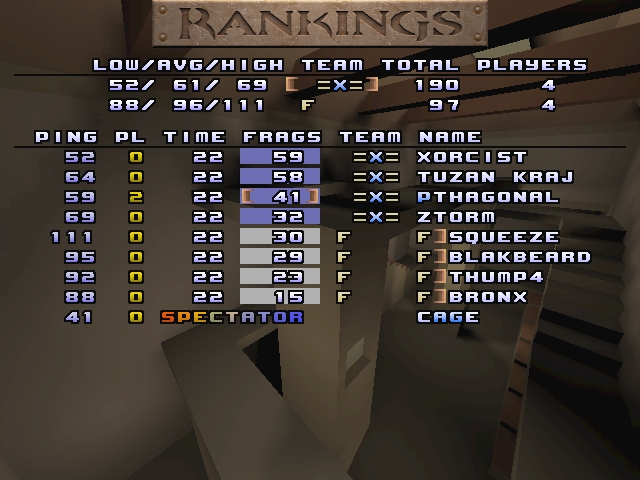 RANKINGS
LOW/AVG/HIGH TEAM TOTAL PLAYERS
52/ 61/ 69 [ =X=] 190 4
88/ 96/111 F 97 4
PING PL TIME FRAGS TEAM NAME
52 0 22 59 =X= XORCIST
64 0 22 58 =X= TUZAN KRAJ
59 2 22 [ 41 ] =X= PTHAGONAL
69 0 22 32 =X= ZTORM
111 0 22 30 F F]SQUEEZE
95 0 22 29 F F]BLAKBEARD
92 0 22 23 F F]THUMP4
88 0 22 15 F F]BRONX
41 0 SPECTATOR CAGE